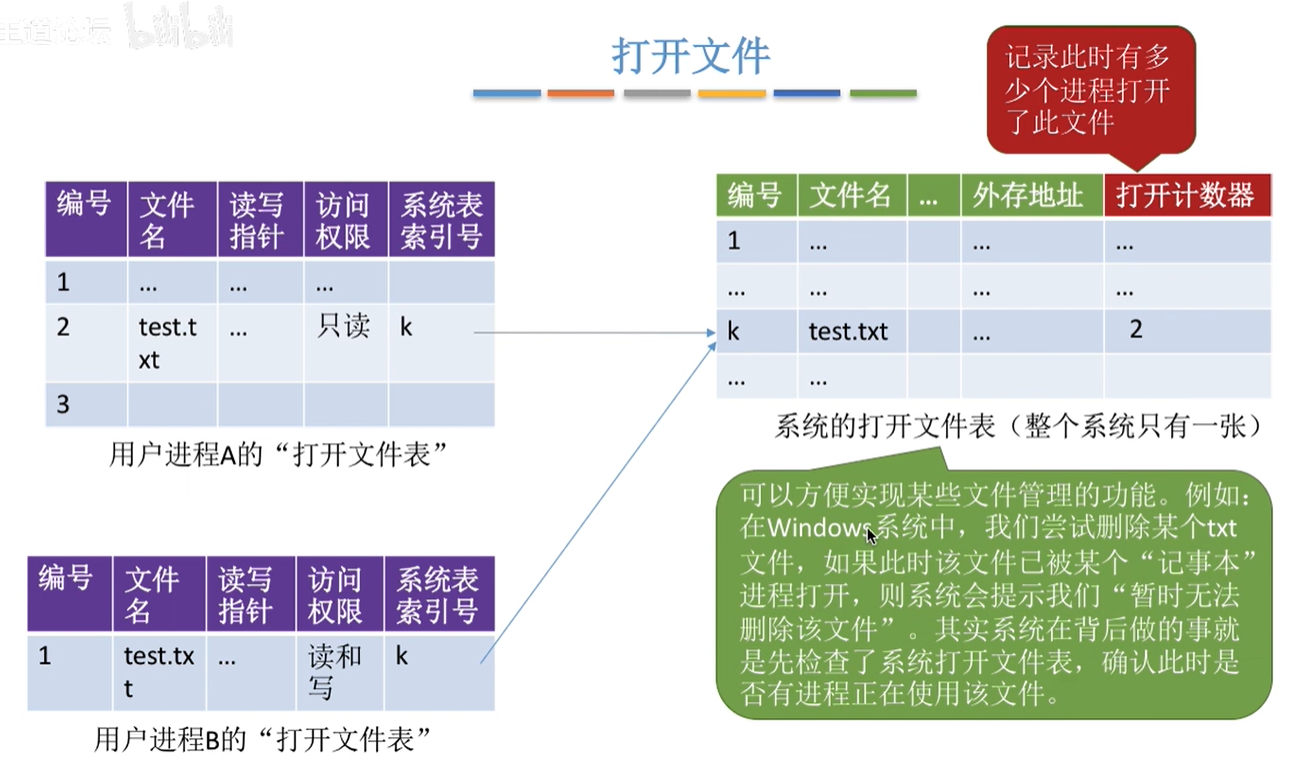 王道论坛 bilibili
打开文件
记录此时有多
少个进程打开
了此文件
编号 文件名 读写指针 访问权限 系统表索引号
1 … … …
2 test.txt … 只读 k
3
用户进程A的“打开文件表”
编号 文件名 … 外存地址 打开计数器
1 … … …
… … … …
k test.txt … 2
… …
系统的打开文件表（整个系统只有一张）
编号 文件名 读写指针 访问权限 系统表索引号
1 test.txt … 读和写 k
用户进程B的“打开文件表”
可以方便实现某些文件管理的功能。例如：
在Windows系统中，我们尝试删除某个txt
文件，如果此时该文件已被某个“记事本”
进程打开，则系统会提示我们“暂时无法
删除该文件”。其实系统在背后做的事就
是先检查了系统打开文件表，确认此时是
否有进程正在使用该文件。